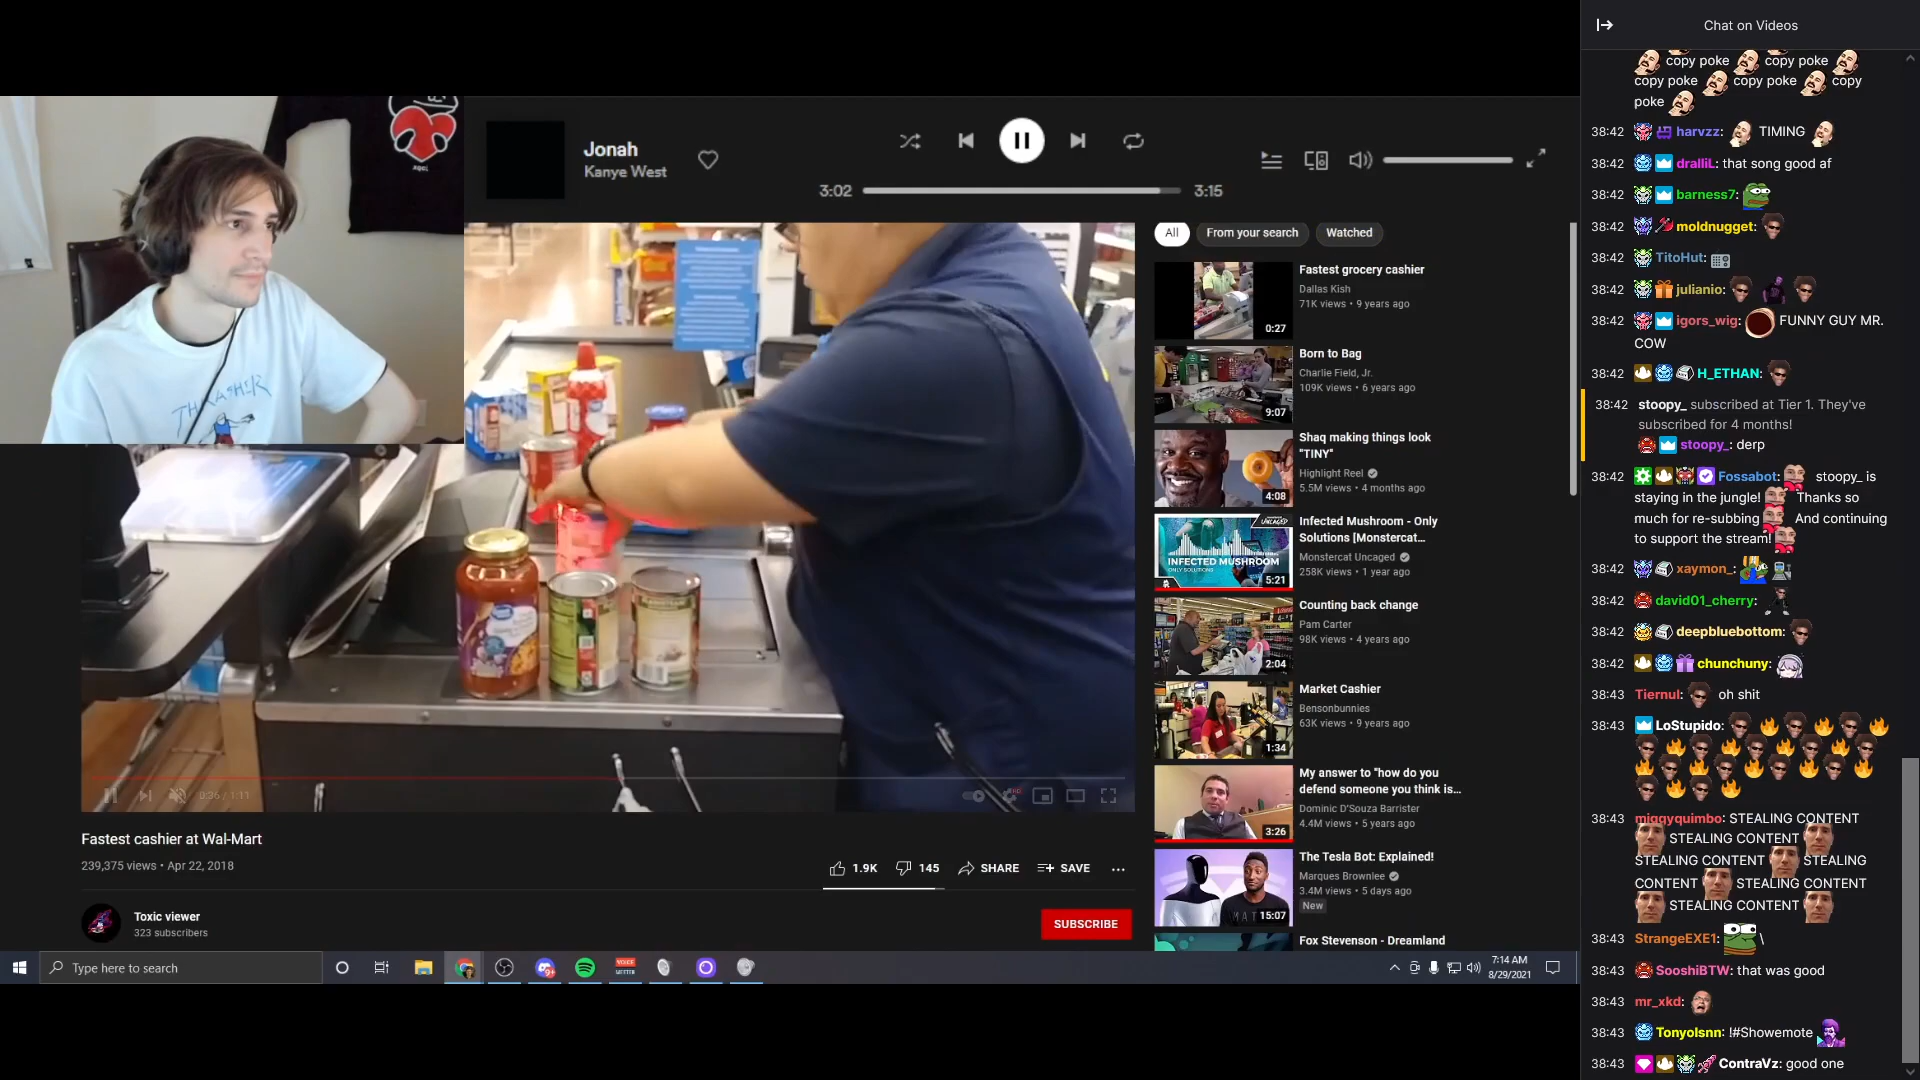 Chat on Videos
copy poke copy poke
copy poke copy poke copy
poke
38:42 harvzz: TIMING
38:42 dralliL: that song good af
38:42 barness7:
38:42 moldnugget:
38:42 TitoHut:
38:42 julianio:
38:42 igors_wig: FUNNY GUY MR.
COW
38:42 H_ETHAN:
38:42 stoopy_ subscribed at Tier 1. They've
subscribed for 4 months!
stoopy_: derp
38:42 Fossabot: stoopy_ is
staying in the jungle! Thanks so
much for re-subbing And continuing
to support the stream!
38:42 xaymon_:
38:42 david01_cherry:
38:42 deepbluebottom:
38:42 chunchuny:
38:43 Tiernul: oh shit
38:43 LoStupido:
38:43 miggyquimbo: STEALING CONTENT
STEALING CONTENT
STEALING CONTENT STEALING
CONTENT STEALING CONTENT
STEALING CONTENT
38:43 StrangeEXE1: \
38:43 SooshiBTW: that was good
38:43 mr_xkd:
38:43 Tonyolsnn: !#Showemote
38:43 ContraVz: good one
Jonah
Kanye West
3:02
3:15
THRASHER
All
From your search
Watched
Fastest grocery cashier
Dallas Kish
71K views • 9 years ago
0:27
Born to Bag
Charlie Field, Jr.
109K views • 6 years ago
9:07
Shaq making things look
"TINY"
Highlight Reel
5.5M views • 4 months ago
4:08
Infected Mushroom - Only
Solutions [Monstercat...
Monstercat Uncaged
258K views • 1 year ago
UNCAGED
INFECTED MUSHROOM
ONLY SOLUTIONS
5:21
Counting back change
Pam Carter
98K views • 4 years ago
2:04
Market Cashier
Bensonbunnies
63K views • 9 years ago
1:34
My answer to "how do you
defend someone you think is...
Dominic D'Souza Barrister
4.4M views • 5 years ago
3:26
The Tesla Bot: Explained!
Marques Brownlee
3.4M views • 5 days ago
New
15:07
Fox Stevenson - Dreamland
0:36 / 1:11
HD
Fastest cashier at Wal-Mart
239,375 views • Apr 22, 2018
1.9K
145
SHARE
SAVE
Toxic viewer
323 subscribers
SUBSCRIBE
Type here to search
9+
7:14 AM
8/29/2021